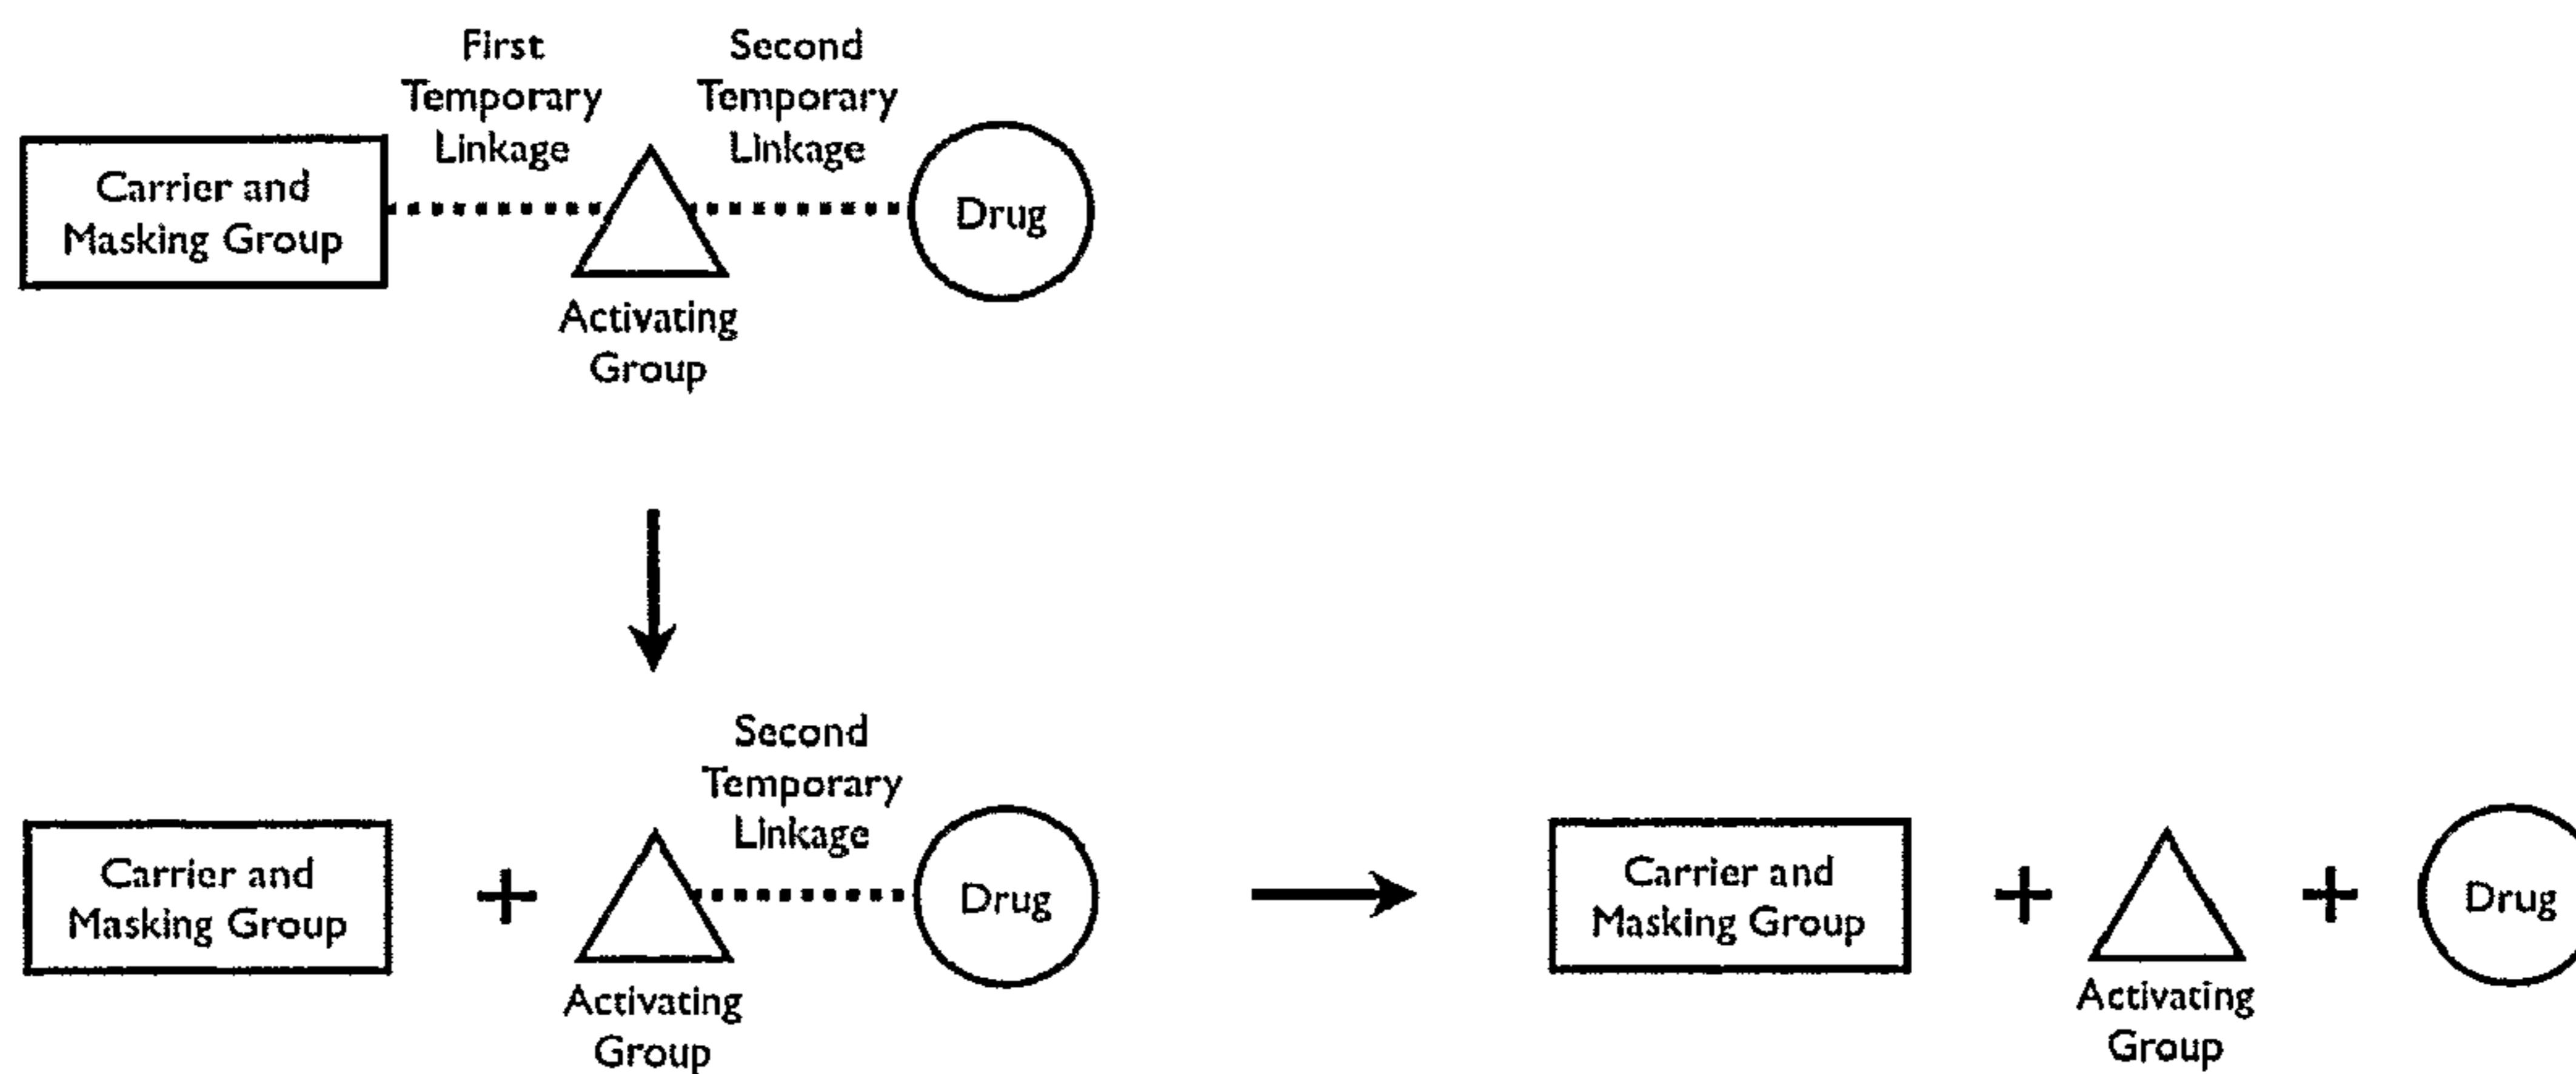 First
Temporary
Linkage
Second
Temporary
Linkage
Carrier and
Masking Group
Drug
Activating
Group
Second
Temporary
Linkage
Carrier and
Masking Group
+
Drug
Activating
Group
Carrier and
Masking Group
+
+
Drug
Activating
Group